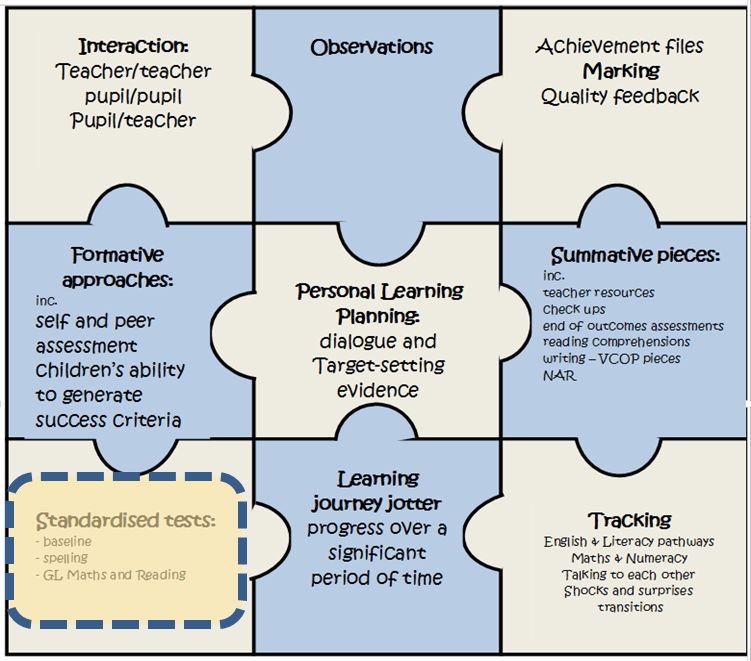 Interaction:
Teacher/teacher
pupil/pupil
Pupil/teacher
Observations
Achievement files
Marking
Quality feedback
Formative
approaches:
inc.
self and peer
assessment
Children's ability
to generate
success criteria
Personal Learning
Planning:
dialogue and
Target-setting
evidence
Summative pieces:
inc.
teacher resources
Check ups
end of outcomes assessments
reading comprehensions
writing – VCOP pieces
NAR
Standardised tests:
- baseline
- spelling
- GL Maths and Reading
Learning
journey jotter
progress over a
significant
period of time
Tracking
English & Literacy pathways
Maths & Numeracy
Talking to each other
Shocks and surprises
transitions